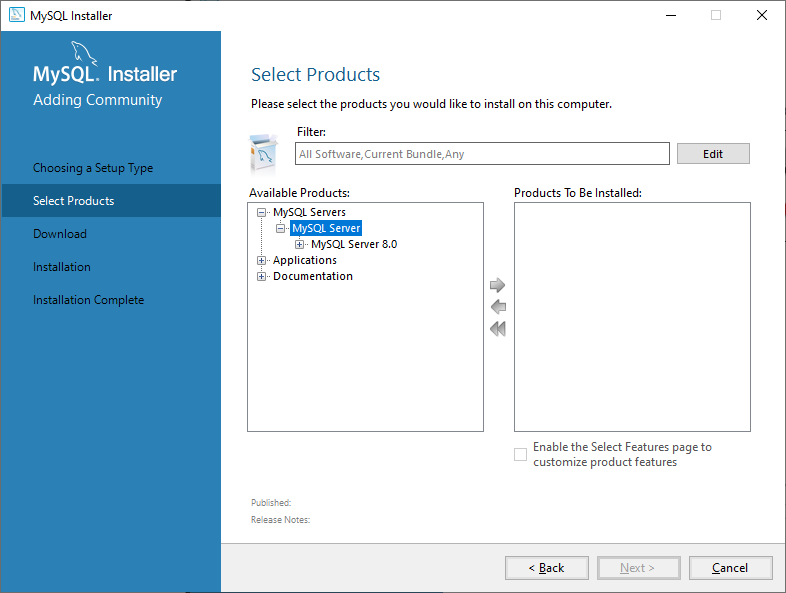 MySQL Installer
MySQL. Installer
Adding Community
Choosing a Setup Type
Select Products
Download
Installation
Installation Complete
Select Products
Please select the products you would like to install on this computer.
Filter:
All Software,Current Bundle,Any
Edit
Available Products:
MySQL Servers
MySQL Server
MySQL Server 8.0
Applications
Documentation
Products To Be Installed:
Enable the Select Features page to
customize product features
Published:
Release Notes:
< Back
Next >
Cancel